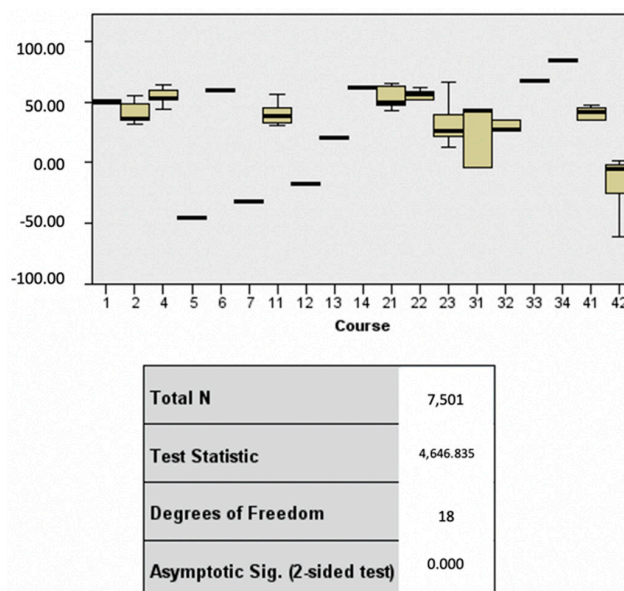 100.00
50.00
0.00
-50.00
-100.00
1 2 4 5 6 7 11 12 13 14 21 22 23 31 32 33 34 41 42
Course
Total N 7,501
Test Statistic 4,646.835
Degrees of Freedom 18
Asymptotic Sig. (2-sided test) 0.000